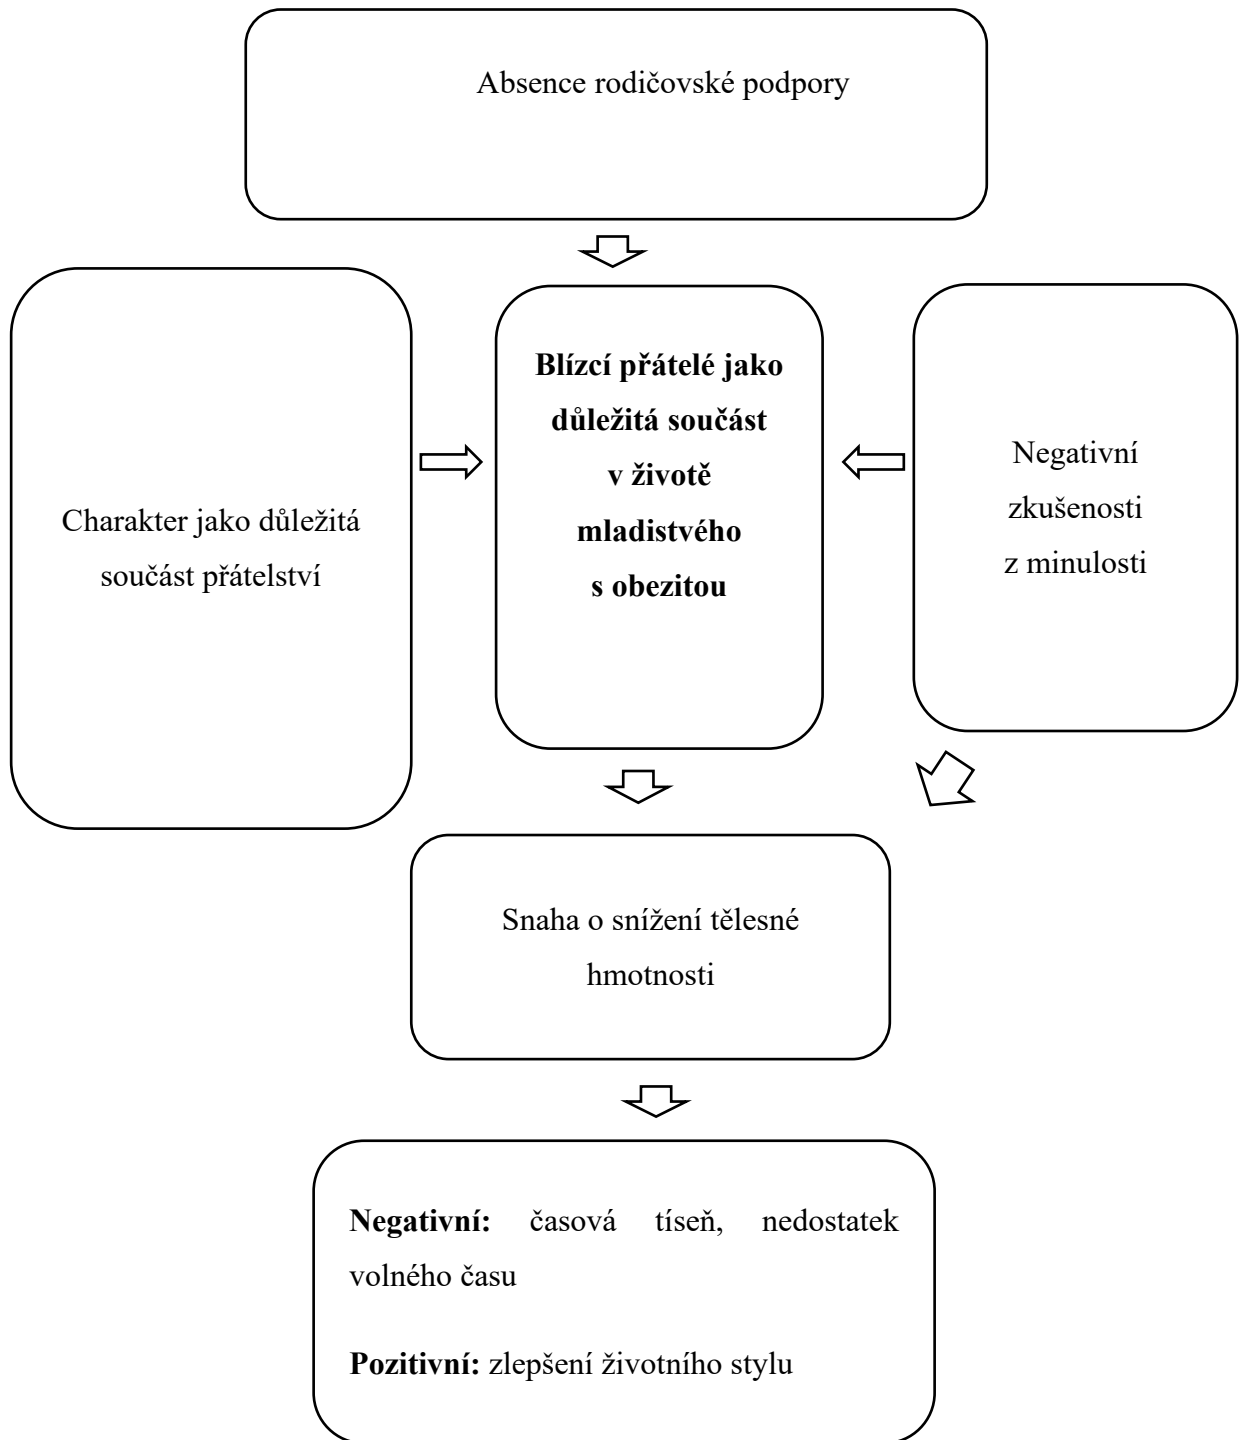 Absence rodičovské podpory
Charakter jako důležitá
součást přátelství
Blízcí přátelé jako
důležitá součást
v životě
mladistvého
s obezitou
Negativní
zkušenosti
z minulosti
Snaha o snížení tělesné
hmotnosti
Negativní: časová tíseň, nedostatek
volného času
Pozitivní: zlepšení životního stylu